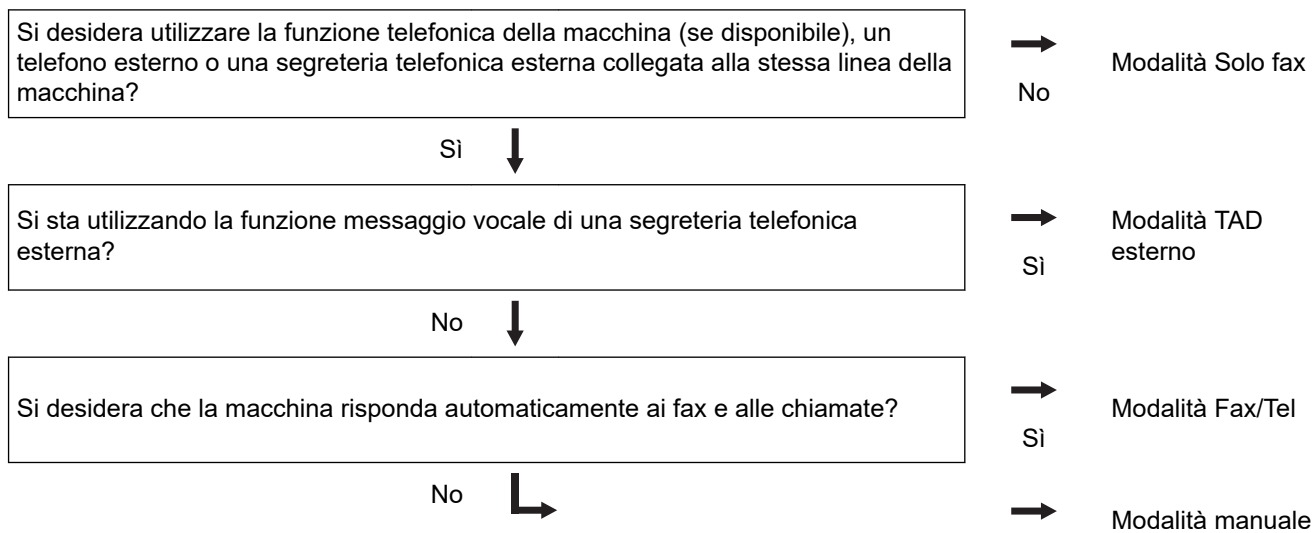 Si desidera utilizzare la funzione telefonica della macchina (se disponibile), un
telefono esterno o una segreteria telefonica esterna collegata alla stessa linea della
macchina?
No
Modalità Solo fax
Sì
Si sta utilizzando la funzione messaggio vocale di una segreteria telefonica
esterna?
Sì
Modalità TAD
esterno
No
Si desidera che la macchina risponda automaticamente ai fax e alle chiamate?
Sì
Modalità Fax/Tel
No
Modalità manuale